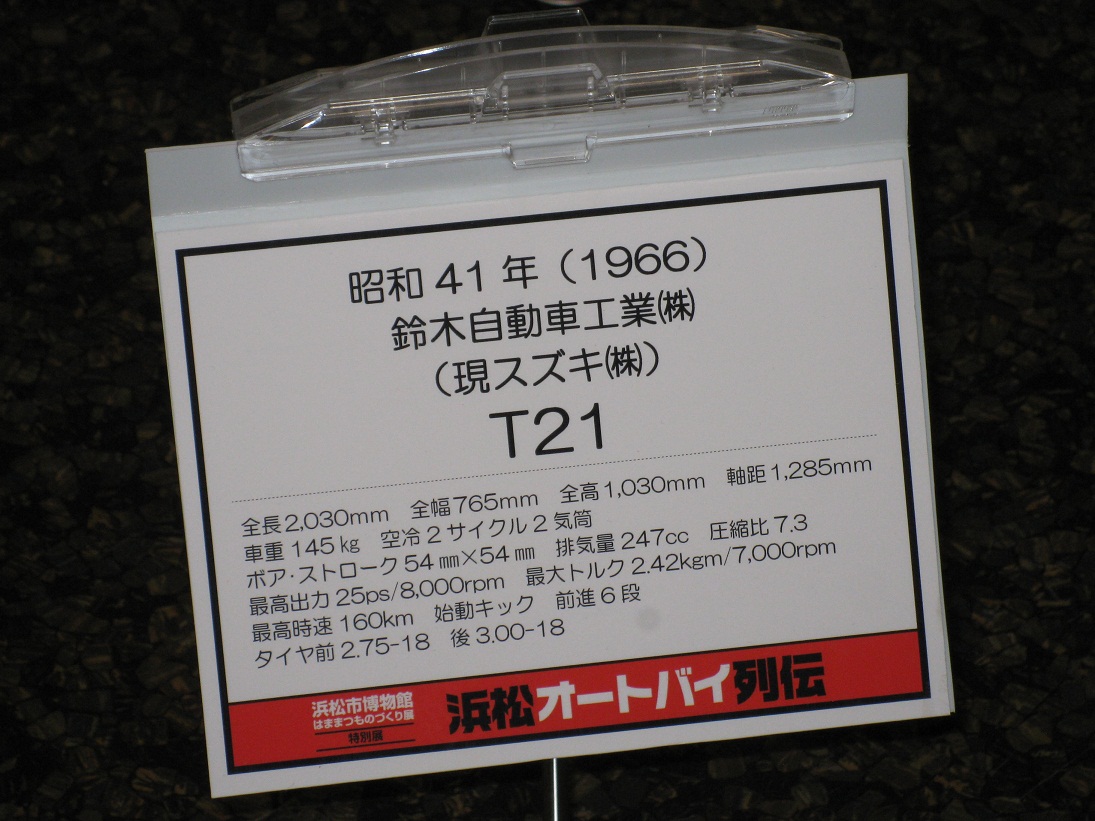 昭和41年（1966）
鈴木自動車工業㈱
（現スズキ㈱）
T21
全長2,030mm　全幅765mm　全高1,030mm　軸距1,285mm
車重145㎏　空冷2サイクル2気筒
ボア・ストローク54㎜×54㎜　排気量247cc　圧縮比7.3
最高出力25ps/8,000rpm　最大トルク2.42kgm/7,000rpm
最高時速160km　始動キック　前進6段
タイヤ前2.75-18　後3.00-18
浜松市博物館
はままつものづくり展
特別展
浜松オートバイ列伝